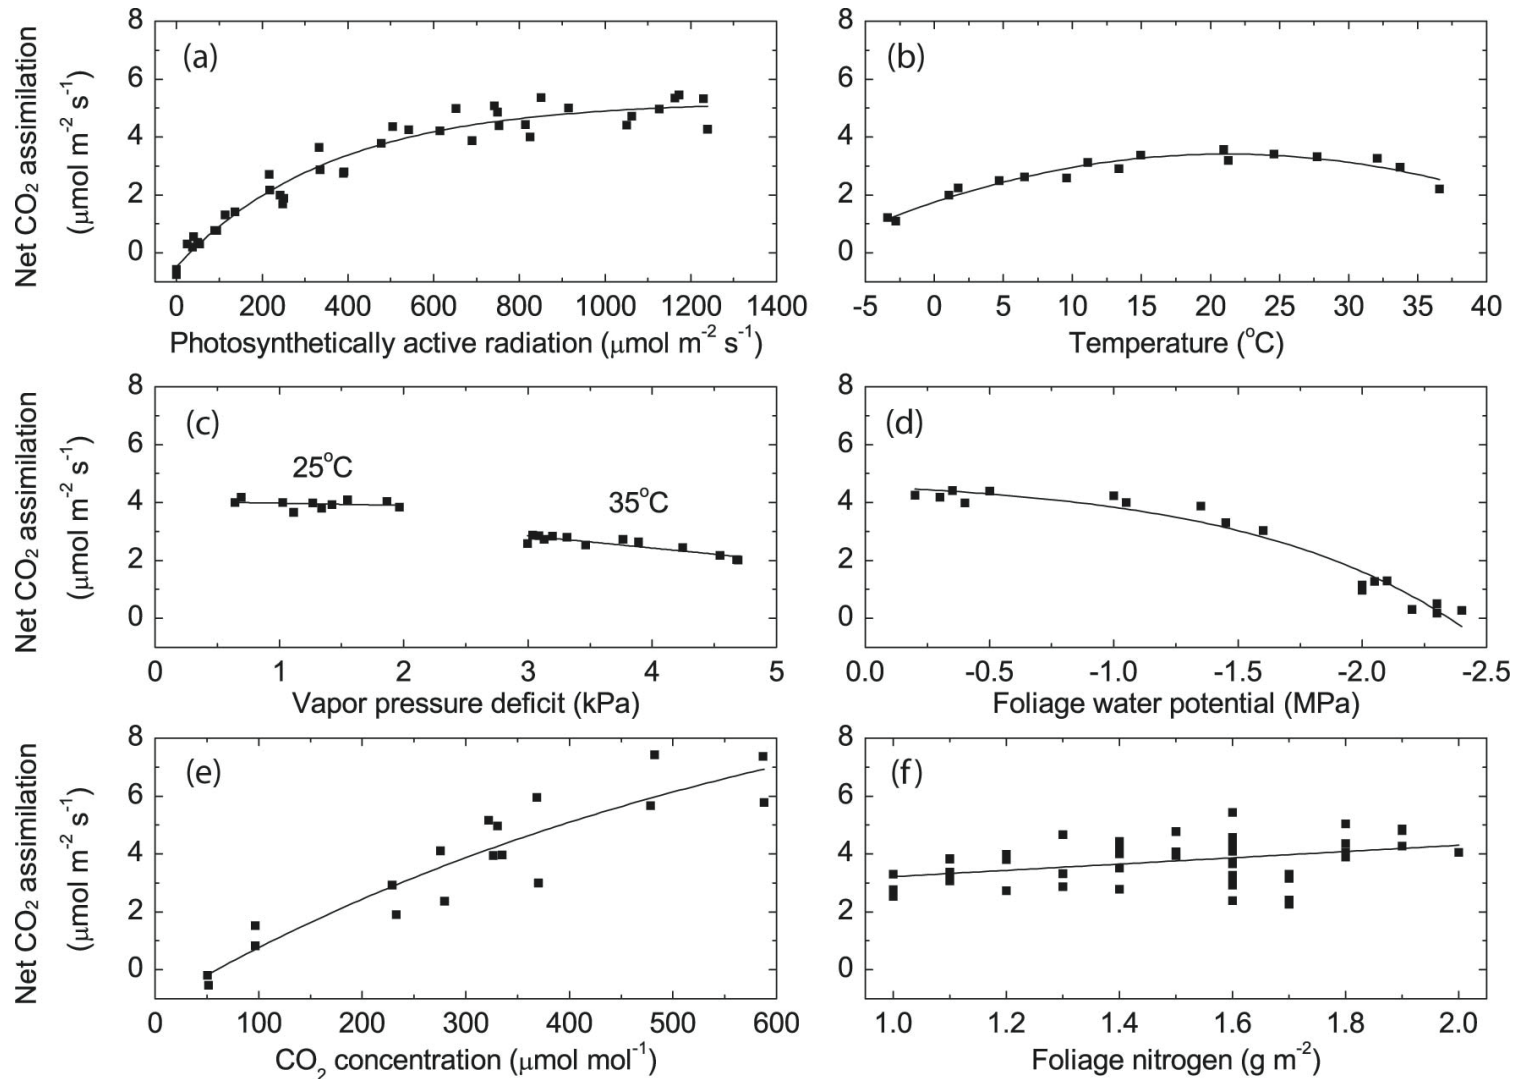 Net CO₂ assimilation
(μmol m⁻² s⁻¹)
8
6
4
2
0
(a)
0 200 400 600 800 1000 1200 1400
Photosynthetically active radiation (μmol m⁻² s⁻¹)
8
6
4
2
0
(b)
-5 0 5 10 15 20 25 30 35 40
Temperature (°C)
Net CO₂ assimilation
(μmol m⁻² s⁻¹)
8
6
4
2
0
(c)
25°C
35°C
0 1 2 3 4 5
Vapor pressure deficit (kPa)
8
6
4
2
0
(d)
0.0 -0.5 -1.0 -1.5 -2.0 -2.5
Foliage water potential (MPa)
Net CO₂ assimilation
(μmol m⁻² s⁻¹)
8
6
4
2
0
(e)
0 100 200 300 400 500 600
CO₂ concentration (μmol mol⁻¹)
8
6
4
2
0
(f)
1.0 1.2 1.4 1.6 1.8 2.0
Foliage nitrogen (g m⁻²)